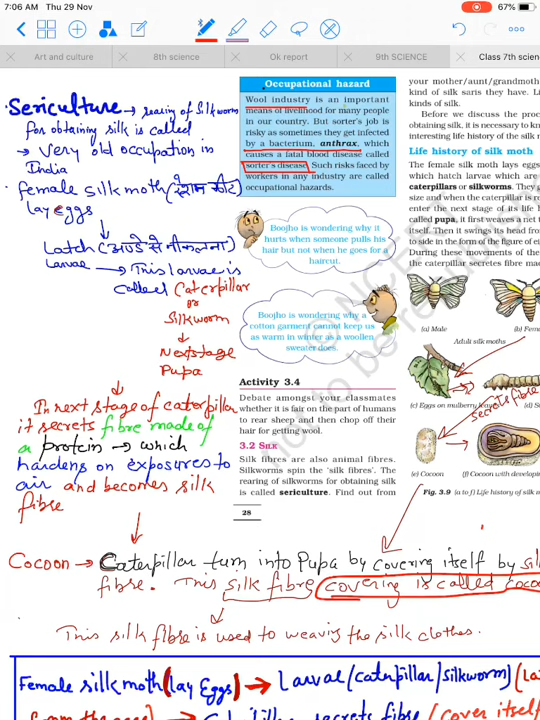 7:06 AM Thu 29 Nov
67%
Art and culture
8th science
Ok report
9th SCIENCE
Class 7th scien
Sericulture → rearing of Silkworm
for obtaining silk is called
→ Very old occupation in
India
female silk moth (रेशम कीट)
lay eggs
Latch (अण्डे से नीकलना)
Larvae → This larvae is
called Caterpillar
or
Silkworm
Next stage
Pupa
In next stage of caterpillar
it secrets fibre made of
a protein → which
hardens on exposures to
air and becomes silk
fibre
Occupational hazard
Wool industry is an important
means of livelihood for many people
in our country. But sorter's job is
risky as sometimes they get infected
by a bacterium, anthrax, which
causes a fatal blood disease called
sorter's disease. Such risks faced by
workers in any industry are called
occupational hazards.
Boojho is wondering why it
hurts when someone pulls his
hair but not when he goes for a
haircut.
Boojho is wondering why a
cotton garment cannot keep us
as warm in winter as a woollen
sweater does.
Activity 3.4
Debate amongst your classmates
whether it is fair on the part of humans
to rear sheep and then chop off their
hair for getting wool.
3.2 SILK
Silk fibres are also animal fibres.
Silkworms spin the 'silk fibres'. The
rearing of silkworms for obtaining silk
is called sericulture. Find out from
28
your mother/aunt/grandmoth
kind of silk saris they have. Li
kinds of silk.
Before we discuss the proc
obtaining silk, it is necessary to
interesting life history of the silk m
Life history of silk moth
The female silk moth lays eggs
which hatch larvae which are
caterpillars or silkworms. They g
size and when the caterpillar is r
enter the next stage of its life
called pupa, it first weaves a net t
itself. Then it swings its head from
to side in the form of the figure of ei
During these movements of the
the caterpillar secretes fibre mad
(a) Male
(b) Fema
Adult silk moths
(c) Eggs on mulberry leav
(d) S
secrets fibre
(e) Cocoon
(f) Cocoon with developin
Fig. 3.9 (a to f) Life history of silk m
Cocoon → Caterpillar turn into Pupa by covering itself by sil
fibre. This silk fibre covering is called coco
This silk fibre is used to weaving the silk clothes.
Female silk moth (lay Eggs) → Larvae/caterpillar/silkworm) (La
secrets fibre / cover itself